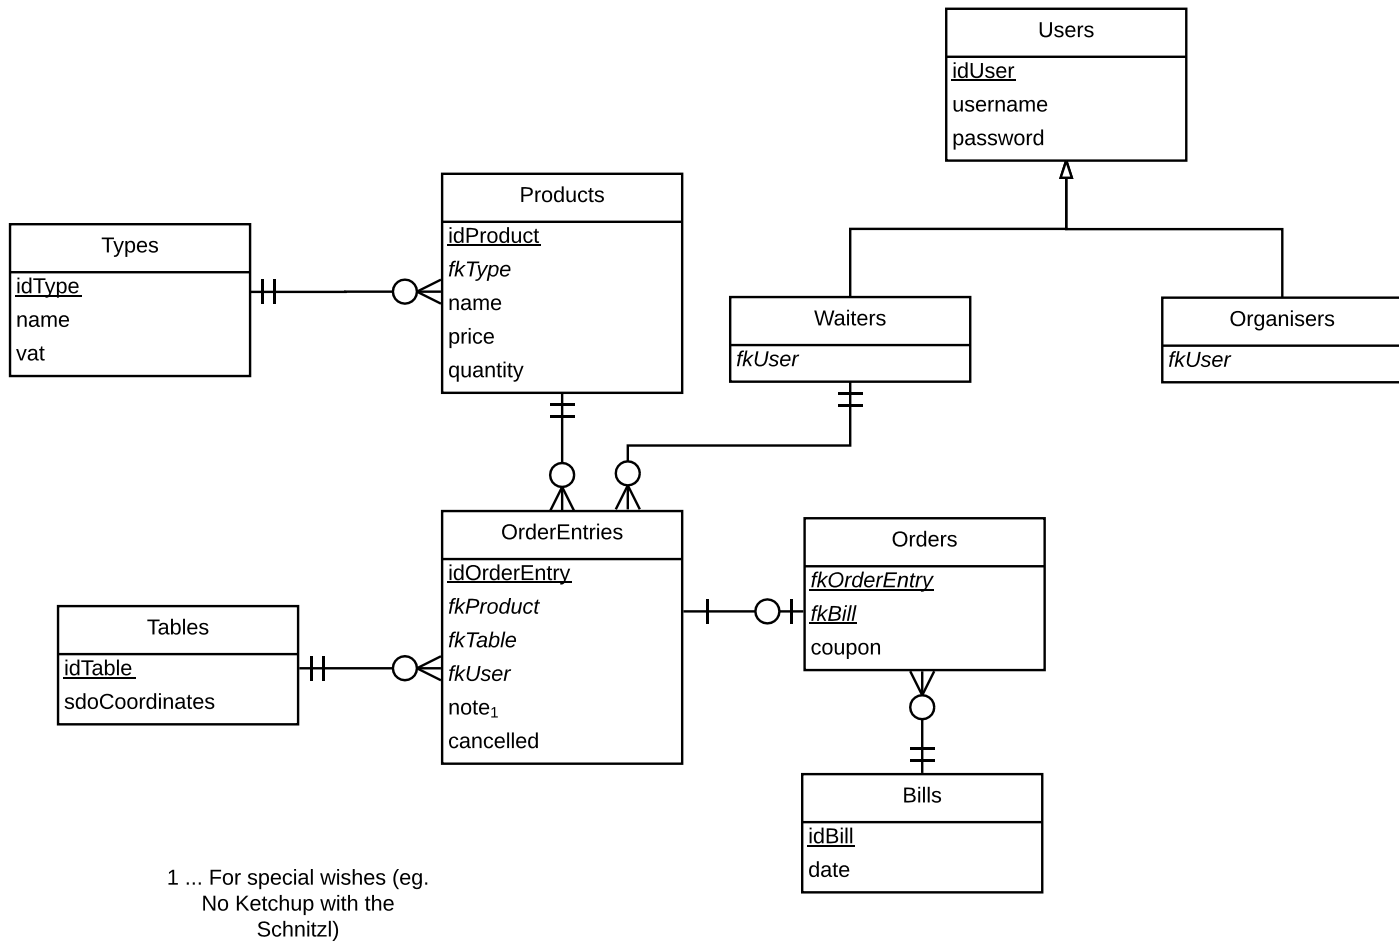 Users
idUser
username
password
Products
idProduct
fkType
name
price
quantity
Types
idType
name
vat
Waiters
fkUser
Organisers
fkUser
OrderEntries
idOrderEntry
fkProduct
fkTable
fkUser
note1
cancelled
Orders
fkOrderEntry
fkBill
coupon
Tables
idTable
sdoCoordinates
Bills
idBill
date
1 ... For special wishes (eg.
No Ketchup with the
Schnitzl)